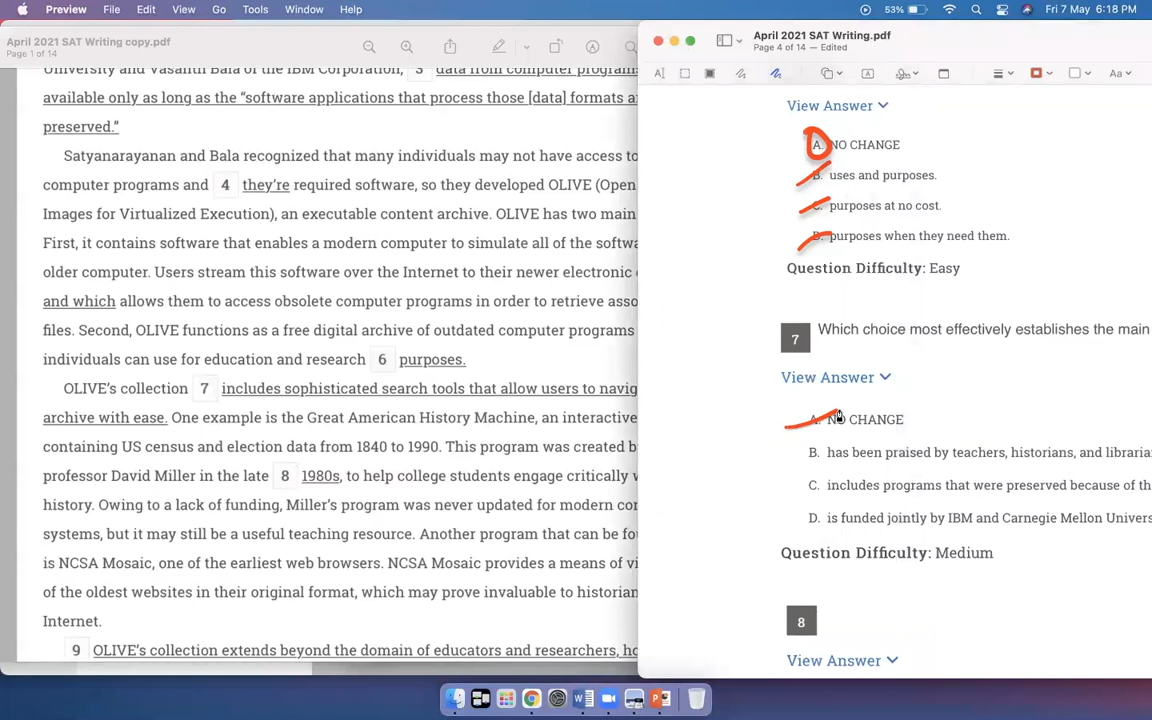 Preview File Edit View Go Tools Window Help 53% Fri 7 May 6:18 PM
April 2021 SAT Writing copy.pdf
Page 1 of 14
University and Vasanth Bala of the IBM Corporation, 3 data from computer programs
available only as long as the “software applications that process those [data] formats
preserved.”
Satyanarayanan and Bala recognized that many individuals may not have access to
computer programs and 4 they’re required software, so they developed OLIVE (Open
Images for Virtualized Execution), an executable content archive. OLIVE has two main
First, it contains software that enables a modern computer to simulate all of the
older computer. Users stream this software over the Internet to their newer electronic
and which allows them to access obsolete computer programs in order to retrieve
files. Second, OLIVE functions as a free digital archive of outdated computer programs
individuals can use for education and research 6 purposes.
OLIVE’s collection 7 includes sophisticated search tools that allow users to
archive with ease. One example is the Great American History Machine, an interactive
containing US census and election data from 1840 to 1990. This program was created
professor David Miller in the late 8 1980s, to help college students engage critically
history. Owing to a lack of funding, Miller’s program was never updated for modern
systems, but it may still be a useful teaching resource. Another program that can be
is NCSA Mosaic, one of the earliest web browsers. NCSA Mosaic provides a means of
of the oldest websites in their original format, which may prove invaluable to
Internet.
9 OLIVE’s collection extends beyond the domain of educators and researchers,
April 2021 SAT Writing.pdf
Page 4 of 14 — Edited
Aa
View Answer
A. NO CHANGE
B. uses and purposes.
C. purposes at no cost.
D. purposes when they need them.
Question Difficulty: Easy
7 Which choice most effectively establishes the main
View Answer
A. NO CHANGE
B. has been praised by teachers, historians, and
C. includes programs that were preserved because of
D. is funded jointly by IBM and Carnegie Mellon
Question Difficulty: Medium
8
View Answer